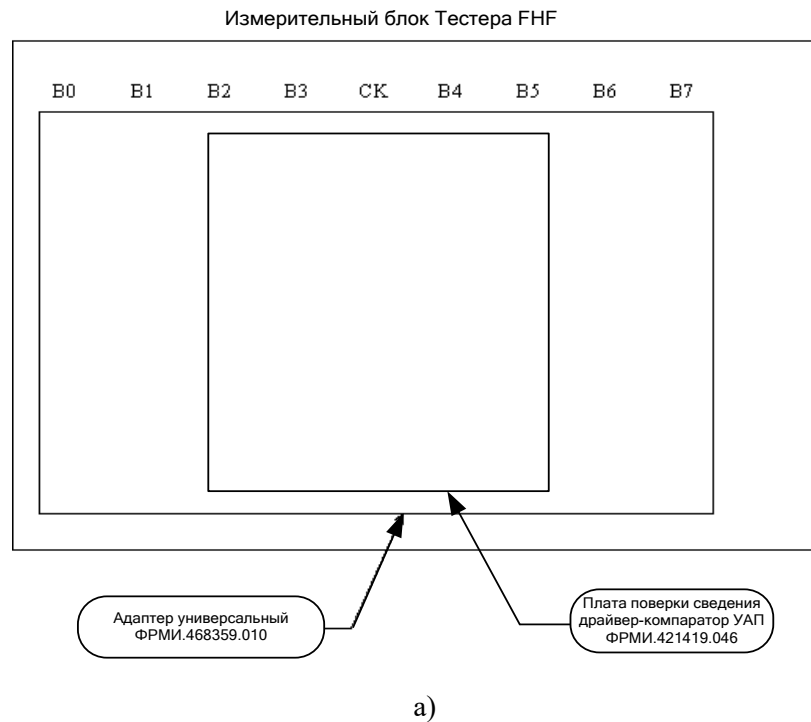 Измерительный блок Тестера FHF
B0 B1 B2 B3 CK B4 B5 B6 B7
Адаптер универсальный
ФРМИ.468359.010
Плата поверки сведения
драйвер-компаратор УАП
ФРМИ.421419.046
а)